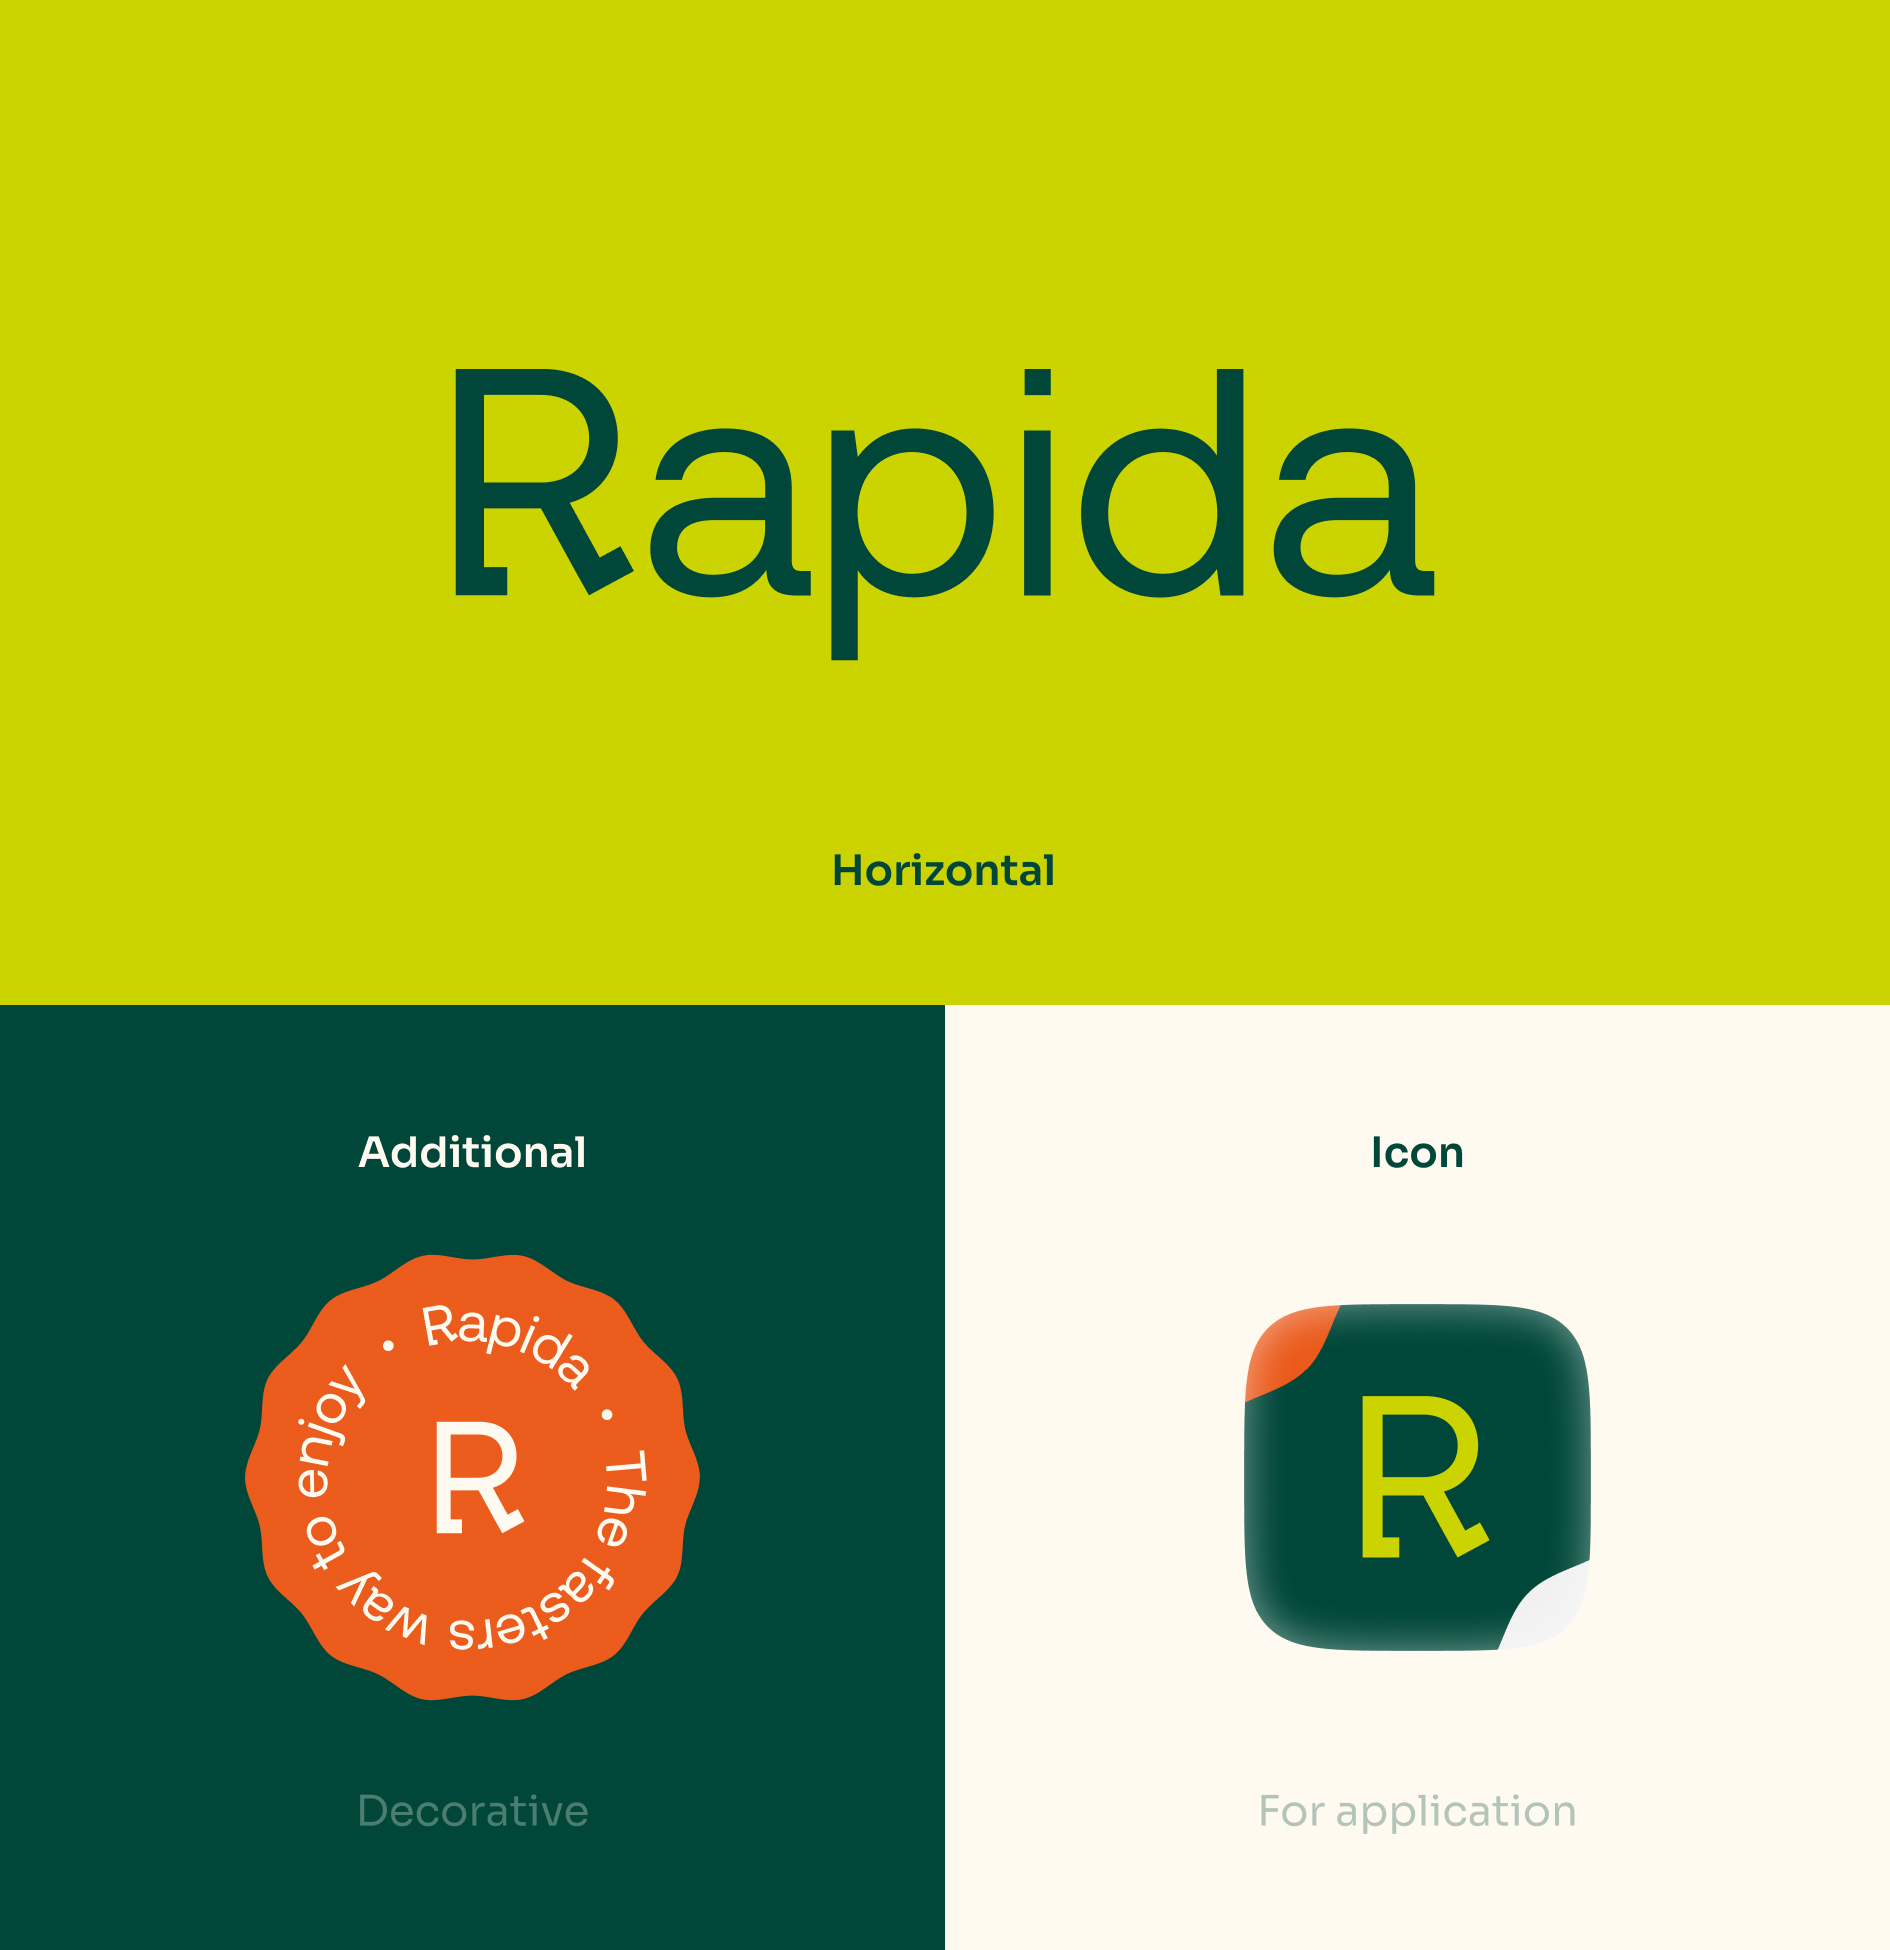 Rapida
Horizontal
Additional
Rapida • The fasters way to enjoy •
R
Decorative
Icon
R
For application